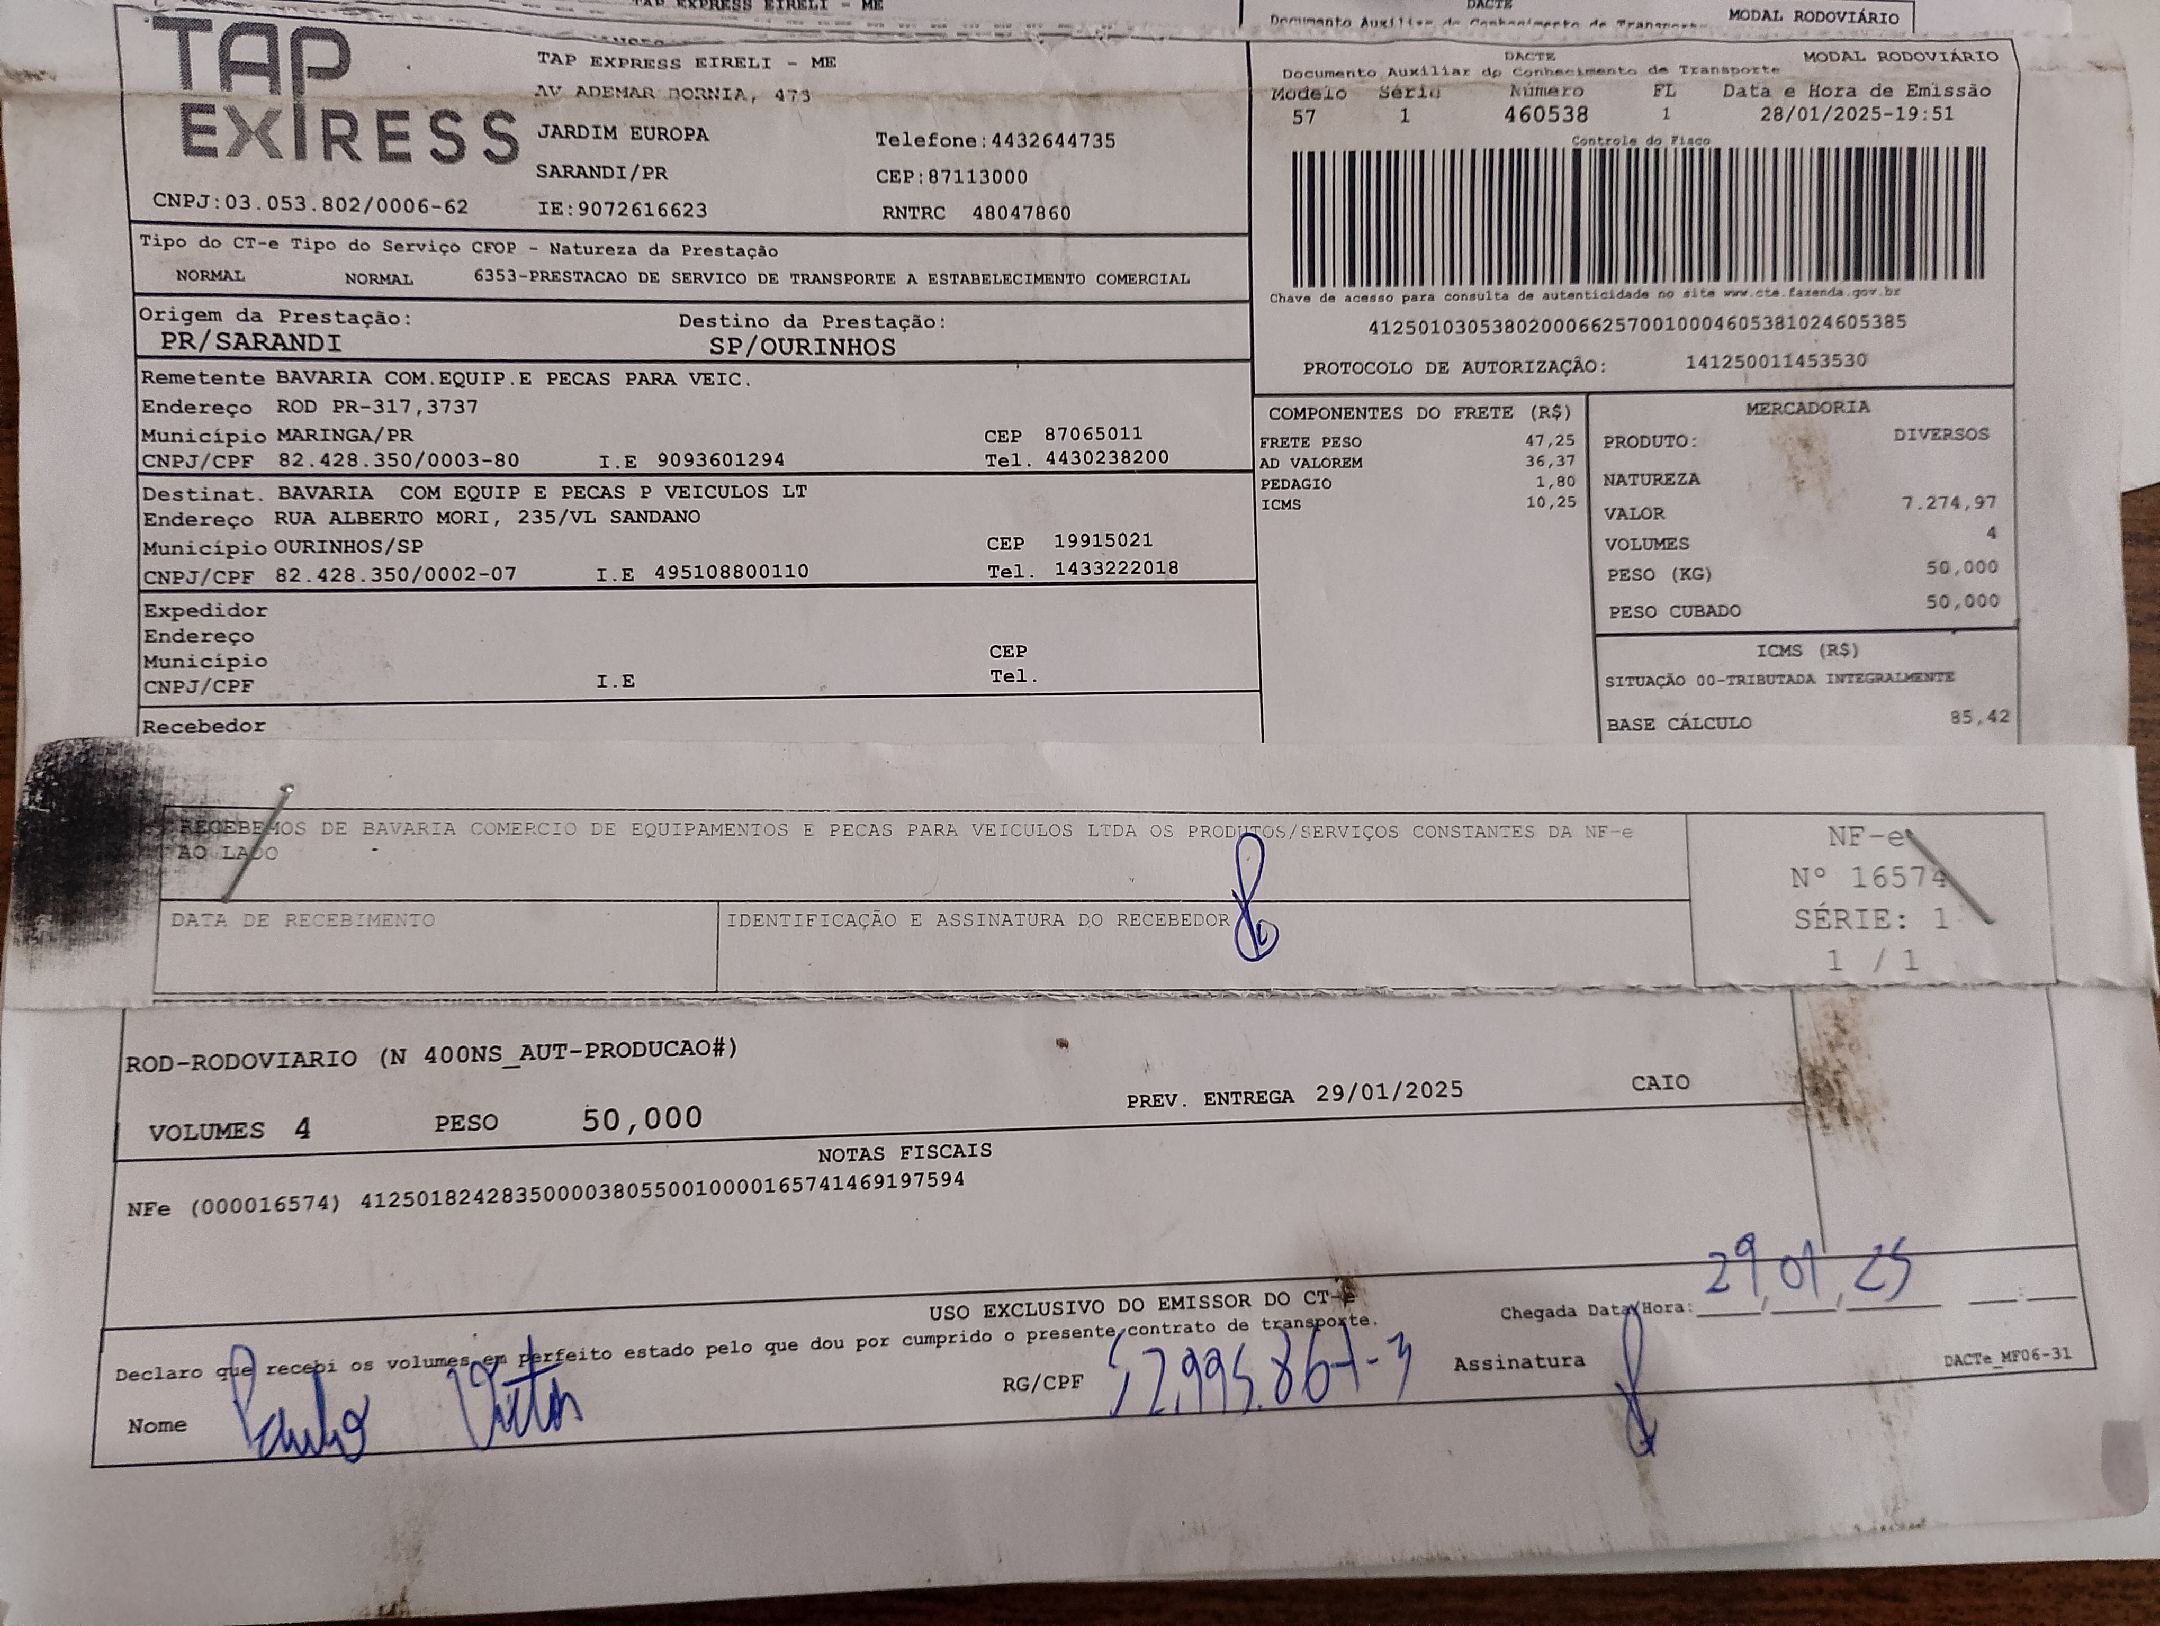 TAP EXPRESS EIRELI - ME
DACTE
MODAL RODOVIÁRIO
Documento Auxiliar do Conhecimento de Transporte
TAP
EXPRESS
TAP EXPRESS EIRELI - ME
AV ADEMAR BORNIA, 473
JARDIM EUROPA
Telefone:4432644735
SARANDI/PR
CEP:87113000
CNPJ:03.053.802/0006-62
IE:9072616623
RNTRC 48047860
DACTE
MODAL RODOVIÁRIO
Documento Auxiliar do Conhecimento de Transporte
Modelo Série Número FL Data e Hora de Emissão
57 1 460538 1 28/01/2025-19:51
Controle do Fisco
Chave de acesso para consulta de autenticidade no site www.cte.fazenda.gov.br
41250103053802000662570010004605381024605385
PROTOCOLO DE AUTORIZAÇÃO: 141250011453530
Tipo do CT-e Tipo do Serviço CFOP - Natureza da Prestação
NORMAL NORMAL 6353-PRESTACAO DE SERVICO DE TRANSPORTE A ESTABELECIMENTO COMERCIAL
Origem da Prestação: Destino da Prestação:
PR/SARANDI SP/OURINHOS
Remetente BAVARIA COM.EQUIP.E PECAS PARA VEIC.
Endereço ROD PR-317,3737
Município MARINGA/PR CEP 87065011
CNPJ/CPF 82.428.350/0003-80 I.E 9093601294 Tel. 4430238200
Destinat. BAVARIA COM EQUIP E PECAS P VEICULOS LT
Endereço RUA ALBERTO MORI, 235/VL SANDANO
Município OURINHOS/SP CEP 19915021
CNPJ/CPF 82.428.350/0002-07 I.E 495108800110 Tel. 1433222018
Expedidor
Endereço
Município CEP
CNPJ/CPF I.E Tel.
Recebedor
COMPONENTES DO FRETE (R$)
FRETE PESO 47,25
AD VALOREM 36,37
PEDAGIO 1,80
ICMS 10,25
MERCADORIA
PRODUTO: DIVERSOS
NATUREZA
VALOR 7.274,97
VOLUMES 4
PESO (KG) 50,000
PESO CUBADO 50,000
ICMS (R$)
SITUAÇÃO 00-TRIBUTADA INTEGRALMENTE
BASE CÁLCULO 85,42
RECEBEMOS DE BAVARIA COMERCIO DE EQUIPAMENTOS E PECAS PARA VEICULOS LTDA OS PRODUTOS/SERVIÇOS CONSTANTES DA NF-e
AO LADO
DATA DE RECEBIMENTO
IDENTIFICAÇÃO E ASSINATURA DO RECEBEDOR
NF-e
Nº 16574
SÉRIE: 1
1 / 1
ROD-RODOVIARIO (N 400NS_AUT-PRODUCAO#)
VOLUMES 4 PESO 50,000 PREV. ENTREGA 29/01/2025 CAIO
NOTAS FISCAIS
NFe (000016574) 41250182428350000380550010000165741469197594
USO EXCLUSIVO DO EMISSOR DO CT-e
Chegada Data/Hora: 29/01/25 __:__
Declaro que recebi os volumes em perfeito estado pelo que dou por cumprido o presente contrato de transporte.
Nome Paulo Vitor RG/CPF 52.995.867-3 Assinatura
DACTe_MF06-31